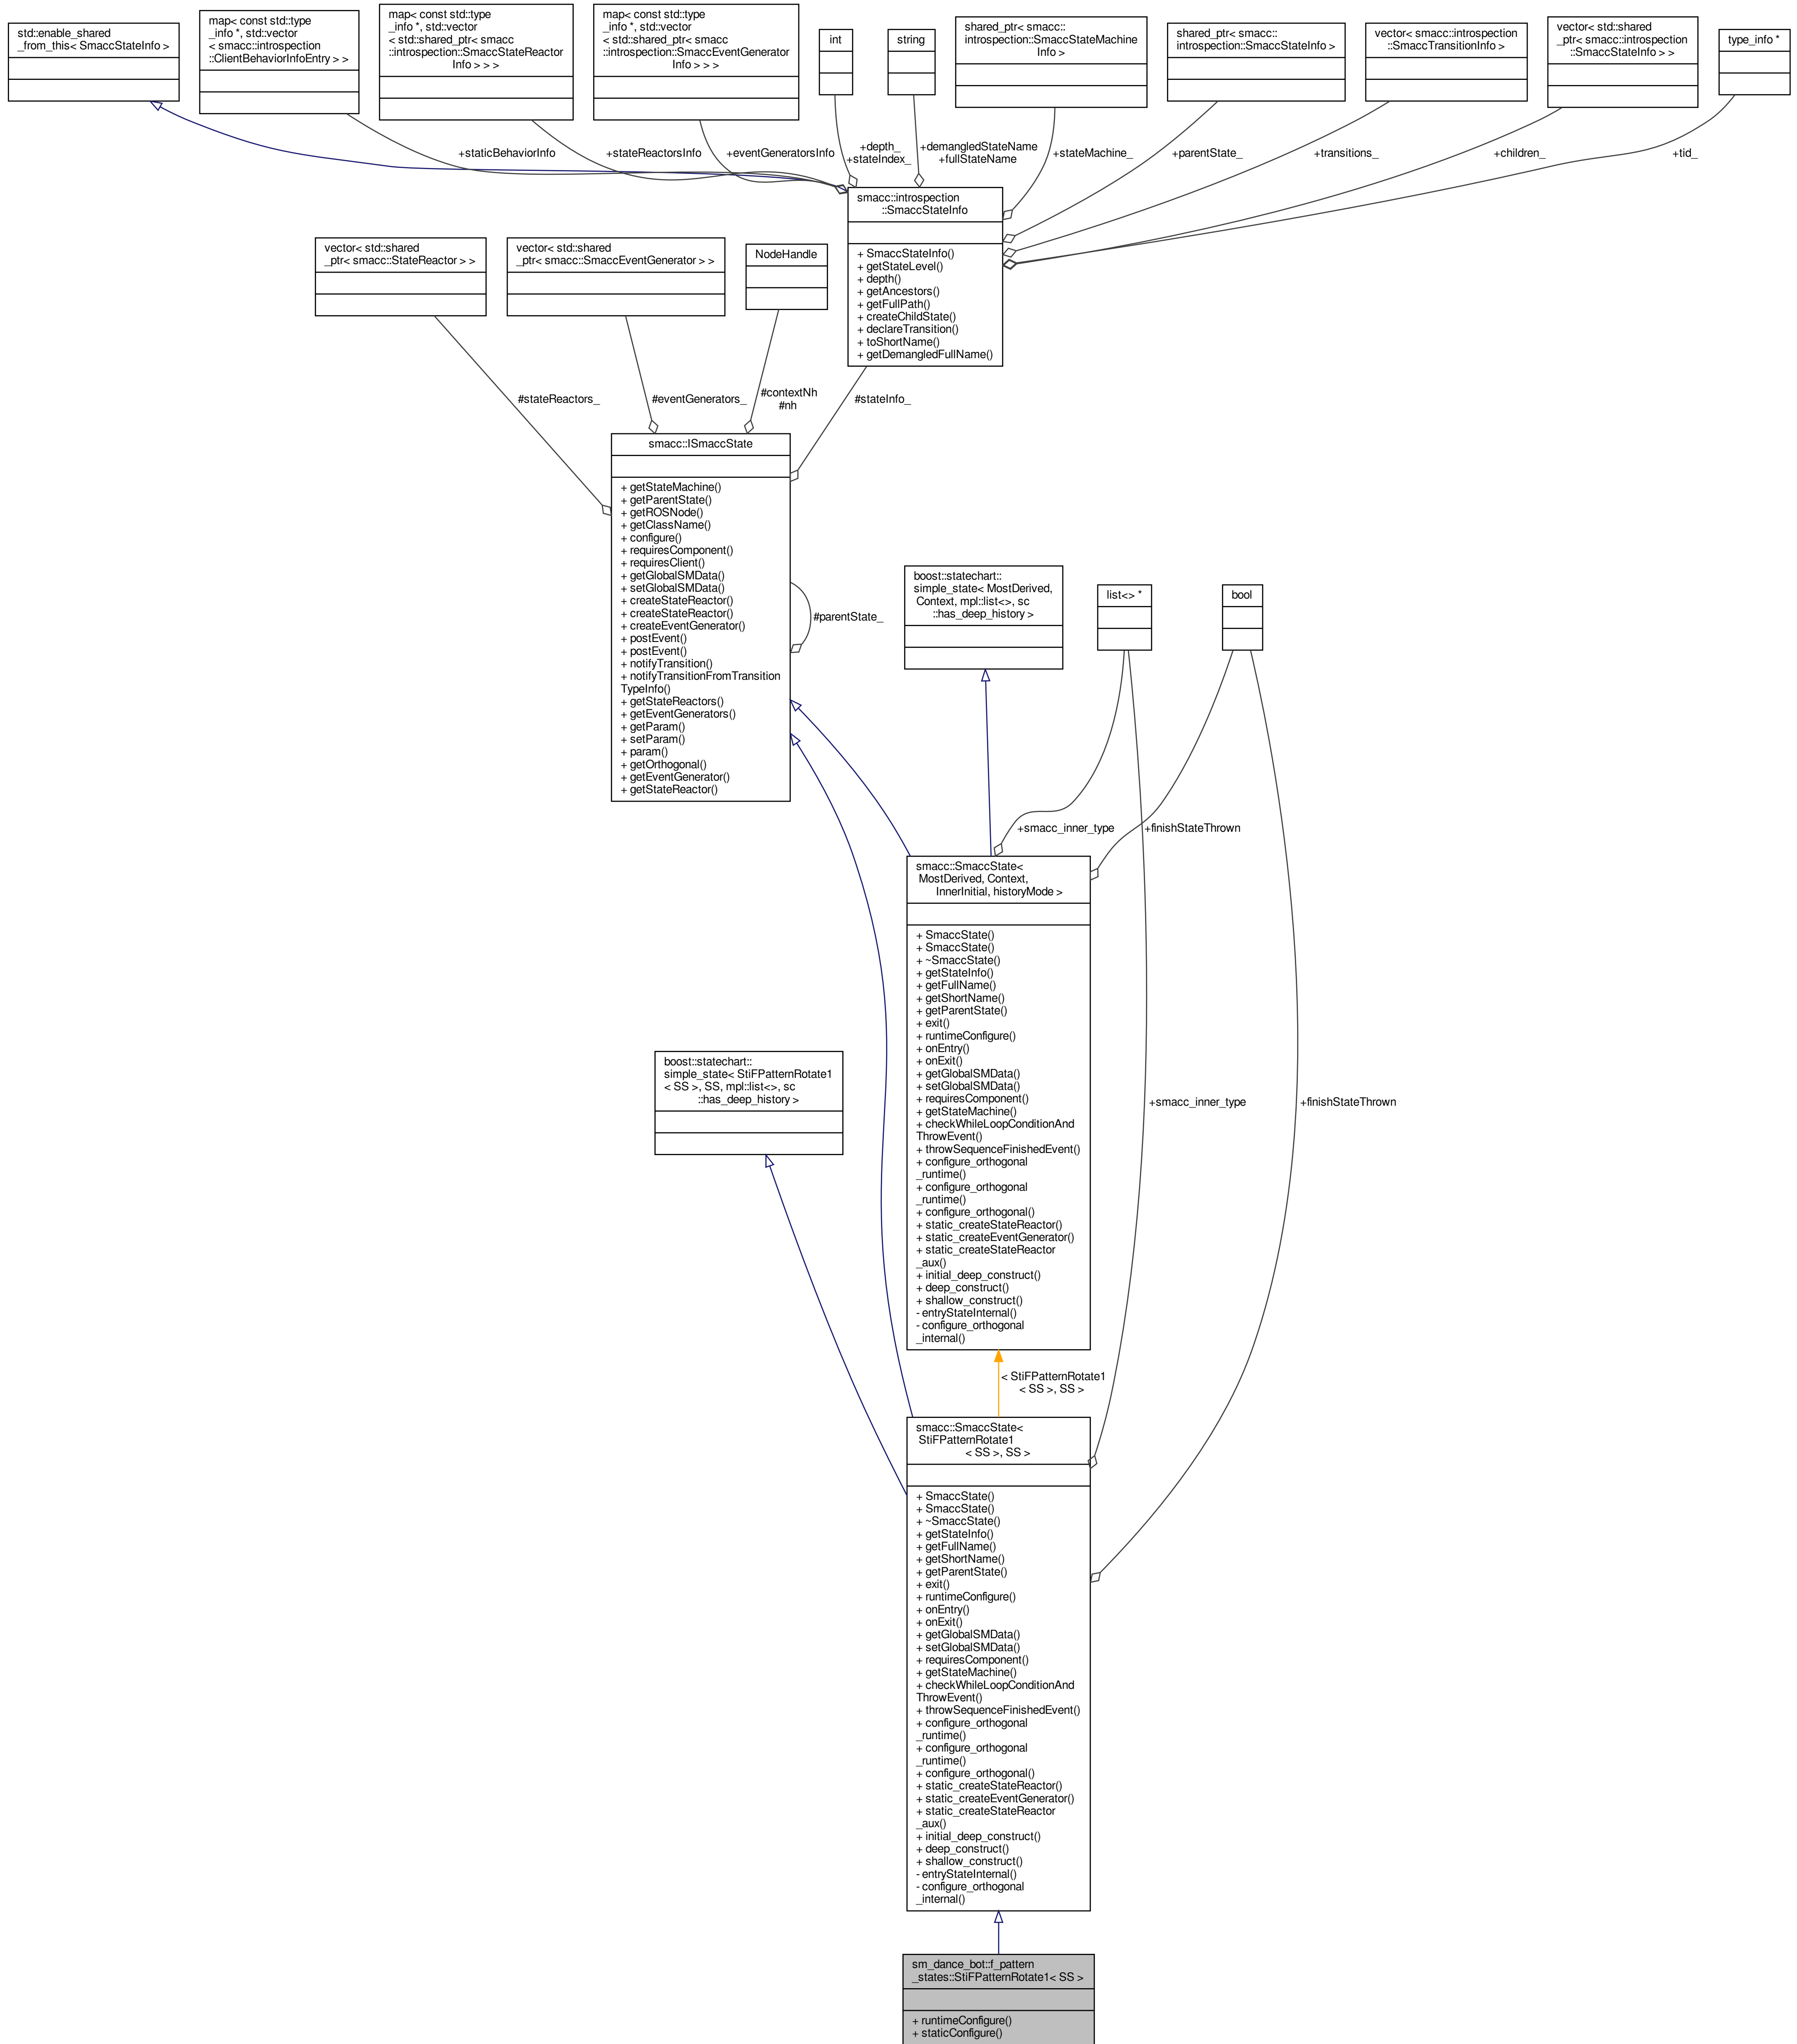 std::enable_shared
_from_this< SmaccStateInfo >
map< const std::type
_info *, std::vector
< smacc::introspection
::ClientBehaviorInfoEntry > >
map< const std::type
_info *, std::vector
< std::shared_ptr< smacc
::introspection::SmaccStateReactor
Info > > >
map< const std::type
_info *, std::vector
< std::shared_ptr< smacc
::introspection::SmaccEventGenerator
Info > > >
int
string
shared_ptr< smacc::
introspection::SmaccStateMachine
Info >
shared_ptr< smacc::
introspection::SmaccStateInfo >
vector< smacc::introspection
::SmaccTransitionInfo >
vector< std::shared
_ptr< smacc::introspection
::SmaccStateInfo > >
type_info *
+staticBehaviorInfo
+stateReactorsInfo
+eventGeneratorsInfo
+depth_
+stateIndex_
+demangledStateName
+fullStateName
+stateMachine_
+parentState_
+transitions_
+children_
+tid_
smacc::introspection
::SmaccStateInfo
+ SmaccStateInfo()
+ getStateLevel()
+ depth()
+ getAncestors()
+ getFullPath()
+ createChildState()
+ declareTransition()
+ toShortName()
+ getDemangledFullName()
vector< std::shared
_ptr< smacc::StateReactor > >
vector< std::shared
_ptr< smacc::SmaccEventGenerator > >
NodeHandle
#stateReactors_
#eventGenerators_
#contextNh
#nh
#stateInfo_
smacc::ISmaccState
+ getStateMachine()
+ getParentState()
+ getROSNode()
+ getClassName()
+ configure()
+ requiresComponent()
+ requiresClient()
+ getGlobalSMData()
+ setGlobalSMData()
+ createStateReactor()
+ createStateReactor()
+ createEventGenerator()
+ postEvent()
+ postEvent()
+ notifyTransition()
+ notifyTransitionFromTransition
TypeInfo()
+ getStateReactors()
+ getEventGenerators()
+ getParam()
+ setParam()
+ param()
+ getOrthogonal()
+ getEventGenerator()
+ getStateReactor()
#parentState_
boost::statechart::
simple_state< MostDerived,
Context, mpl::list<>, sc
::has_deep_history >
list<> *
bool
+smacc_inner_type
+finishStateThrown
smacc::SmaccState<
MostDerived, Context,
InnerInitial, historyMode >
+ SmaccState()
+ SmaccState()
+ ~SmaccState()
+ getStateInfo()
+ getFullName()
+ getShortName()
+ getParentState()
+ exit()
+ runtimeConfigure()
+ onEntry()
+ onExit()
+ getGlobalSMData()
+ setGlobalSMData()
+ requiresComponent()
+ getStateMachine()
+ checkWhileLoopConditionAnd
ThrowEvent()
+ throwSequenceFinishedEvent()
+ configure_orthogonal
_runtime()
+ configure_orthogonal
_runtime()
+ configure_orthogonal()
+ static_createStateReactor()
+ static_createEventGenerator()
+ static_createStateReactor
_aux()
+ initial_deep_construct()
+ deep_construct()
+ shallow_construct()
- entryStateInternal()
- configure_orthogonal
_internal()
boost::statechart::
simple_state< StiFPatternRotate1
< SS >, SS, mpl::list<>, sc
::has_deep_history >
+smacc_inner_type
+finishStateThrown
< StiFPatternRotate1
< SS >, SS >
smacc::SmaccState<
StiFPatternRotate1
< SS >, SS >
+ SmaccState()
+ SmaccState()
+ ~SmaccState()
+ getStateInfo()
+ getFullName()
+ getShortName()
+ getParentState()
+ exit()
+ runtimeConfigure()
+ onEntry()
+ onExit()
+ getGlobalSMData()
+ setGlobalSMData()
+ requiresComponent()
+ getStateMachine()
+ checkWhileLoopConditionAnd
ThrowEvent()
+ throwSequenceFinishedEvent()
+ configure_orthogonal
_runtime()
+ configure_orthogonal
_runtime()
+ configure_orthogonal()
+ static_createStateReactor()
+ static_createEventGenerator()
+ static_createStateReactor
_aux()
+ initial_deep_construct()
+ deep_construct()
+ shallow_construct()
- entryStateInternal()
- configure_orthogonal
_internal()
sm_dance_bot::f_pattern
_states::StiFPatternRotate1< SS >
+ runtimeConfigure()
+ staticConfigure()